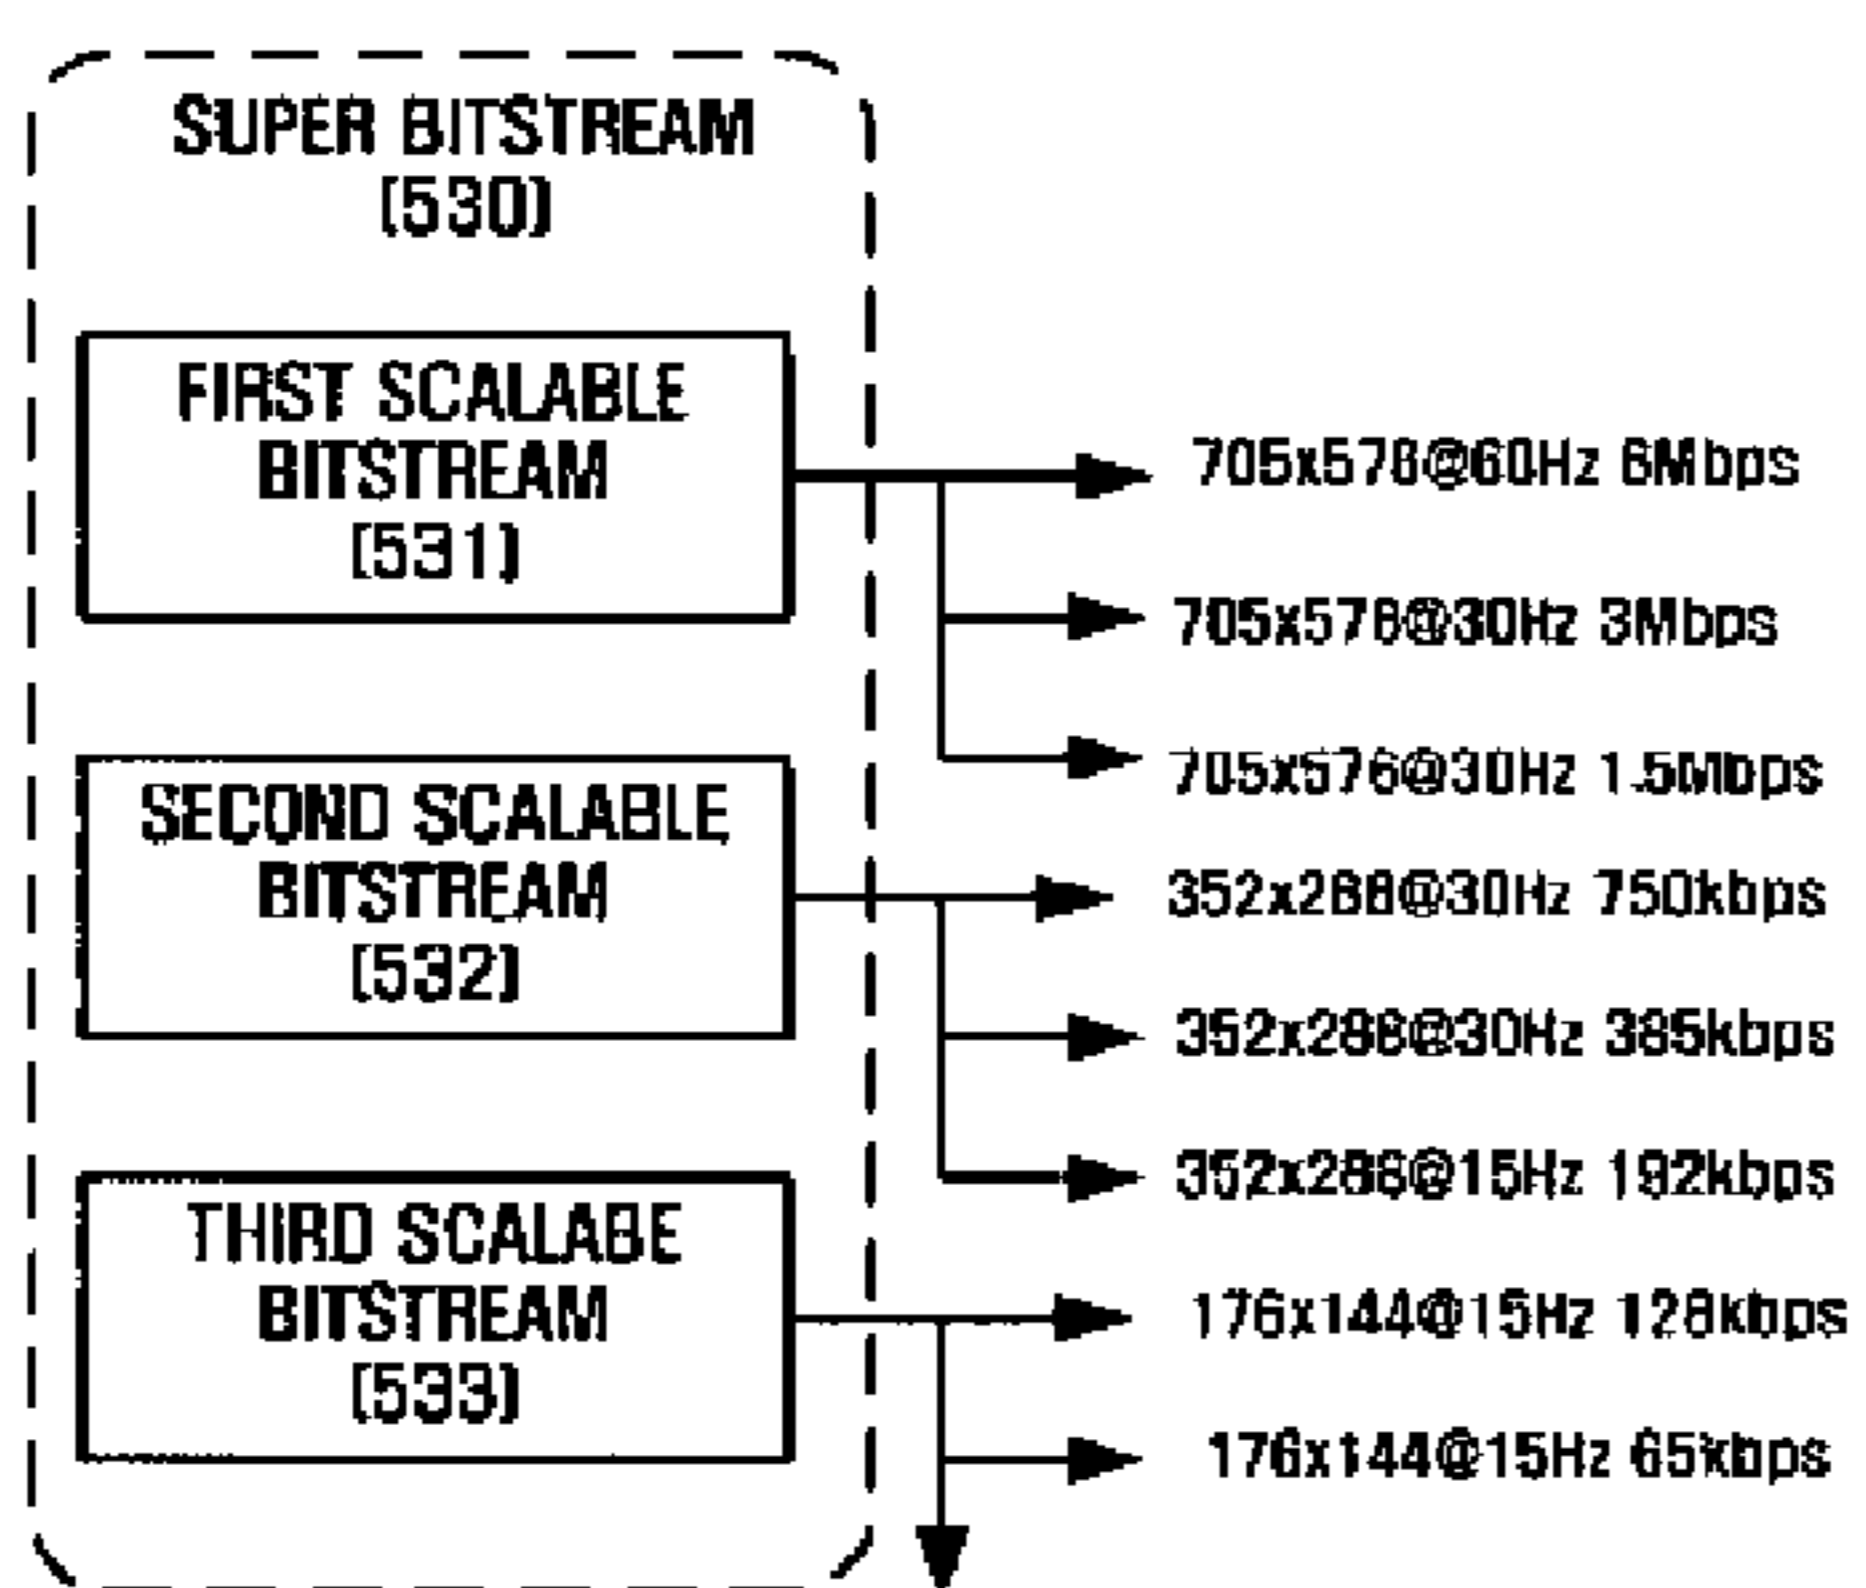 SUPER BITSTREAM
(530)
FIRST SCALABLE
BITSTREAM
(531)
705x576@60Hz 6Mbps
705x576@30Hz 3Mbps
705x576@30Hz 1.5Mbps
SECOND SCALABLE
BITSTREAM
(532)
352x288@30Hz 750kbps
352x288@30Hz 385kbps
352x288@15Hz 192kbps
THIRD SCALABE
BITSTREAM
(533)
176x144@15Hz 128kbps
176x144@15Hz 65kbps